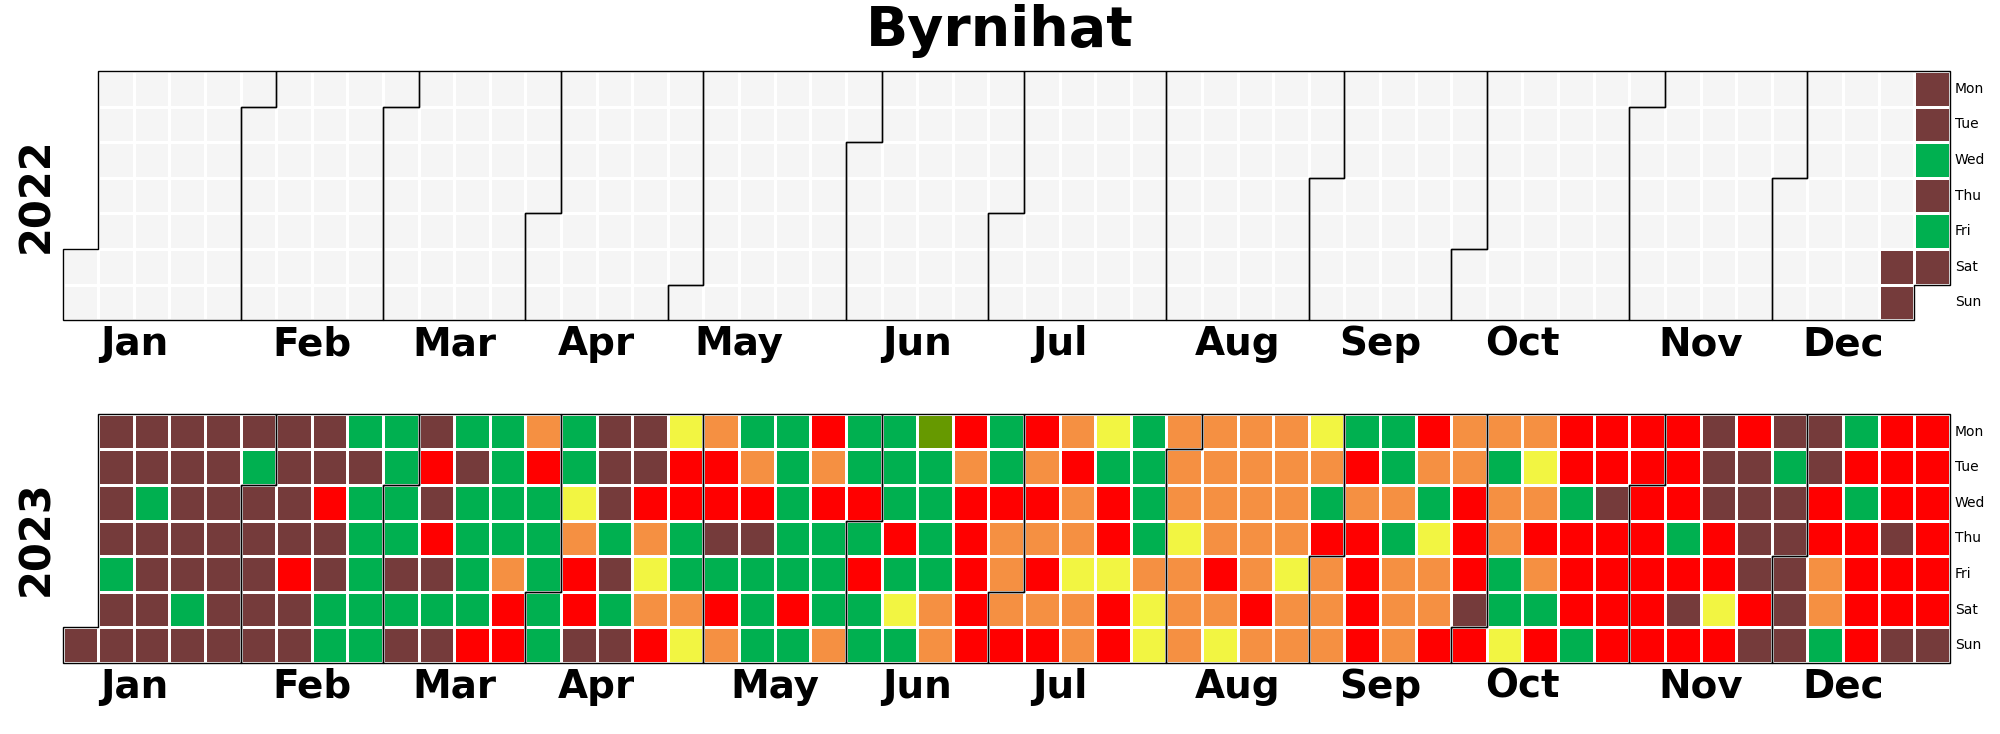 Byrnihat
2022
Mon
Tue
Wed
Thu
Fri
Sat
Sun
Jan Feb Mar Apr May Jun Jul Aug Sep Oct Nov Dec
2023
Mon
Tue
Wed
Thu
Fri
Sat
Sun
Jan Feb Mar Apr May Jun Jul Aug Sep Oct Nov Dec